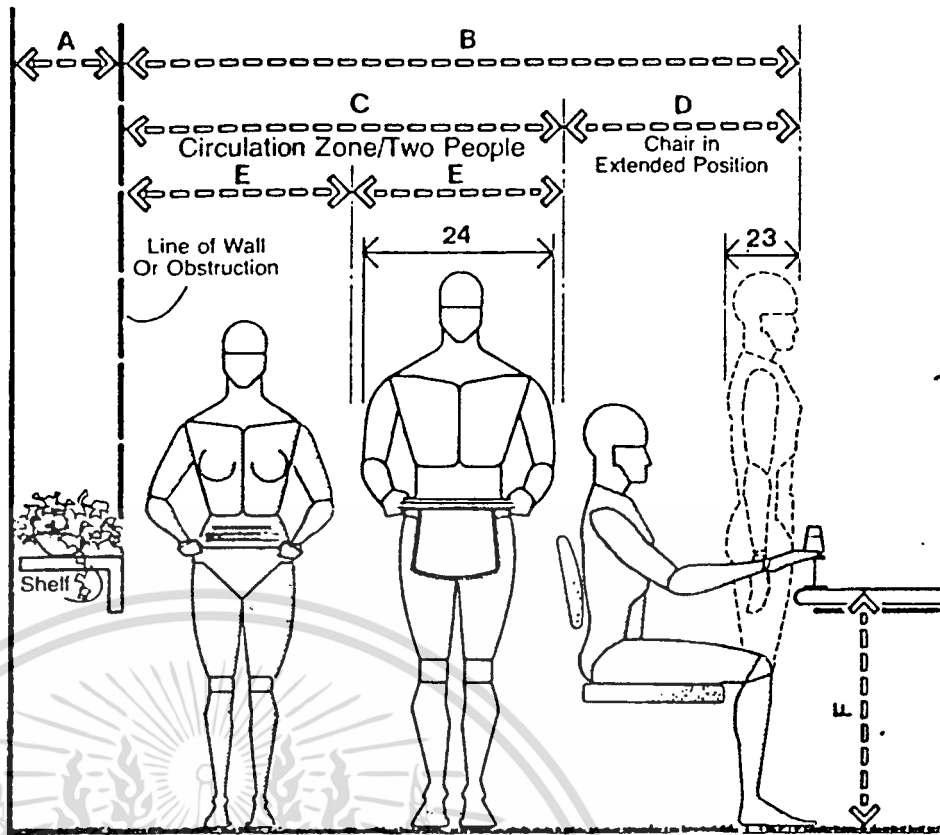 A
B
C
D
Circulation Zone/Two People
Chair in
Extended Position
E
E
24
23
Line of Wall
Or Obstruction
Shelf
F